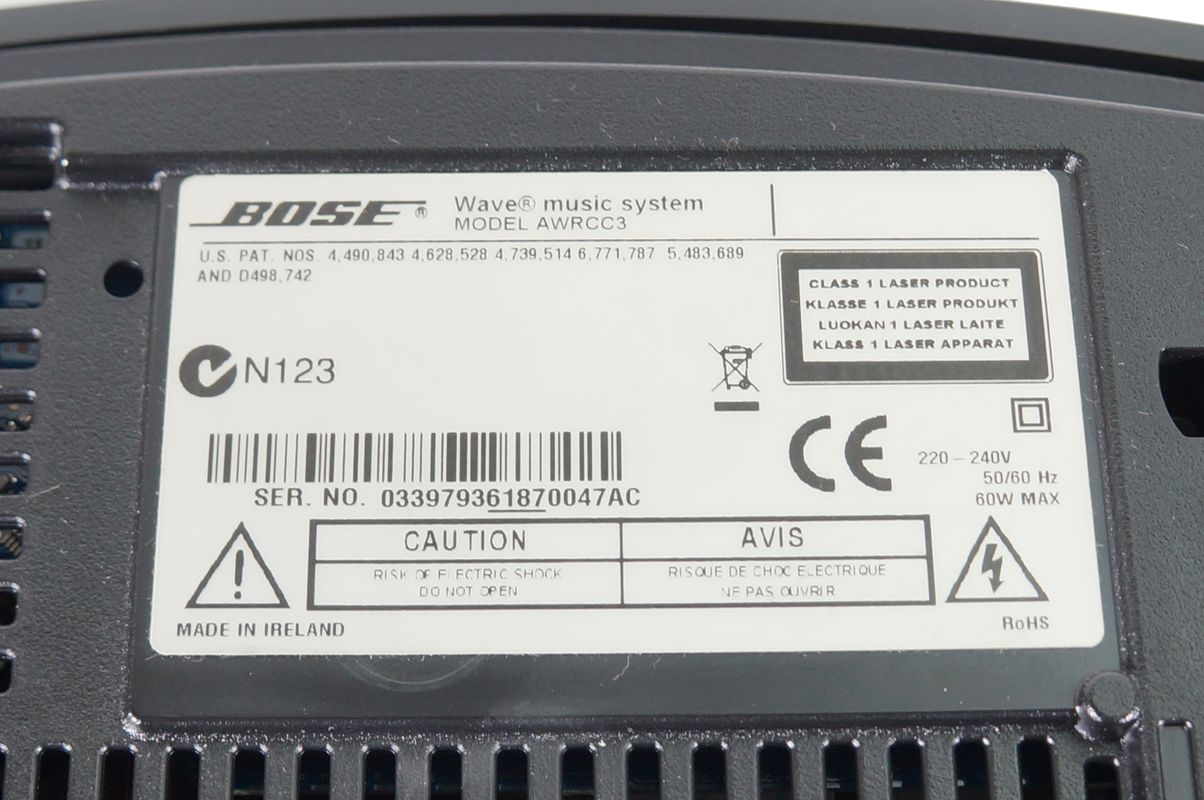 BOSE® Wave® music system
MODEL AWRCC3
U.S. PAT. NOS. 4,490,843 4,628,528 4,739,514 6,771,787 5,483,689
AND D498,742
CLASS 1 LASER PRODUCT
KLASSE 1 LASER PRODUKT
LUOKAN 1 LASER LAITE
KLASS 1 LASER APPARAT
N123
CE
220 – 240V
50/60 Hz
60W MAX
SER. NO. 033979361870047AC
CAUTION
RISK OF ELECTRIC SHOCK
DO NOT OPEN
AVIS
RISQUE DE CHOC ELECTRIQUE
NE PAS OUVRIR
MADE IN IRELAND
RoHS